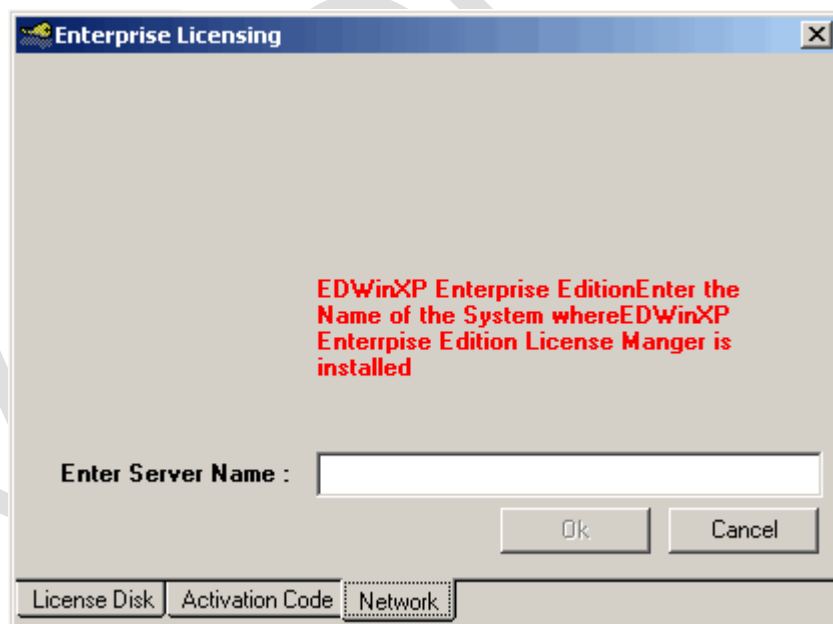 Enterprise Licensing
EDWinXP Enterprise EditionEnter the
Name of the System whereEDWinXP
Enterrpise Edition License Manger is
installed
Enter Server Name :
Ok Cancel
License Disk Activation Code Network